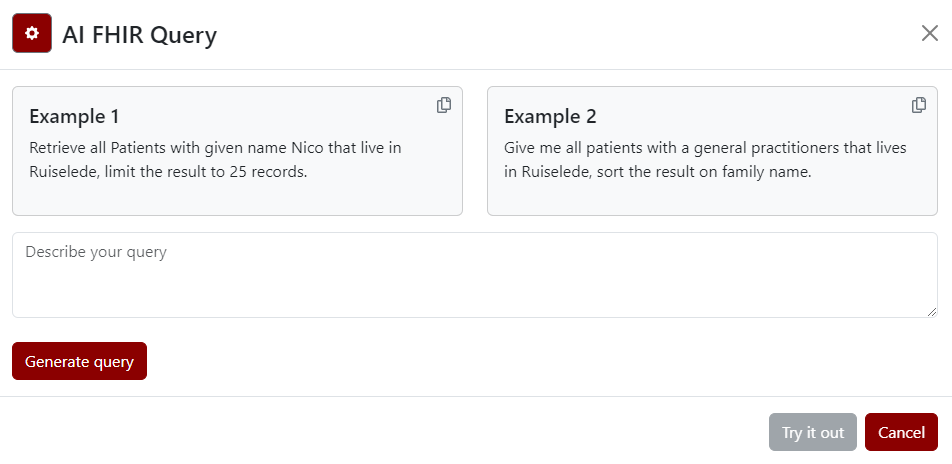 AI FHIR Query
Example 1
Retrieve all Patients with given name Nico that live in
Ruiselede, limit the result to 25 records.
Example 2
Give me all patients with a general practitioners that lives
in Ruiselede, sort the result on family name.
Describe your query
Generate query
Try it out
Cancel